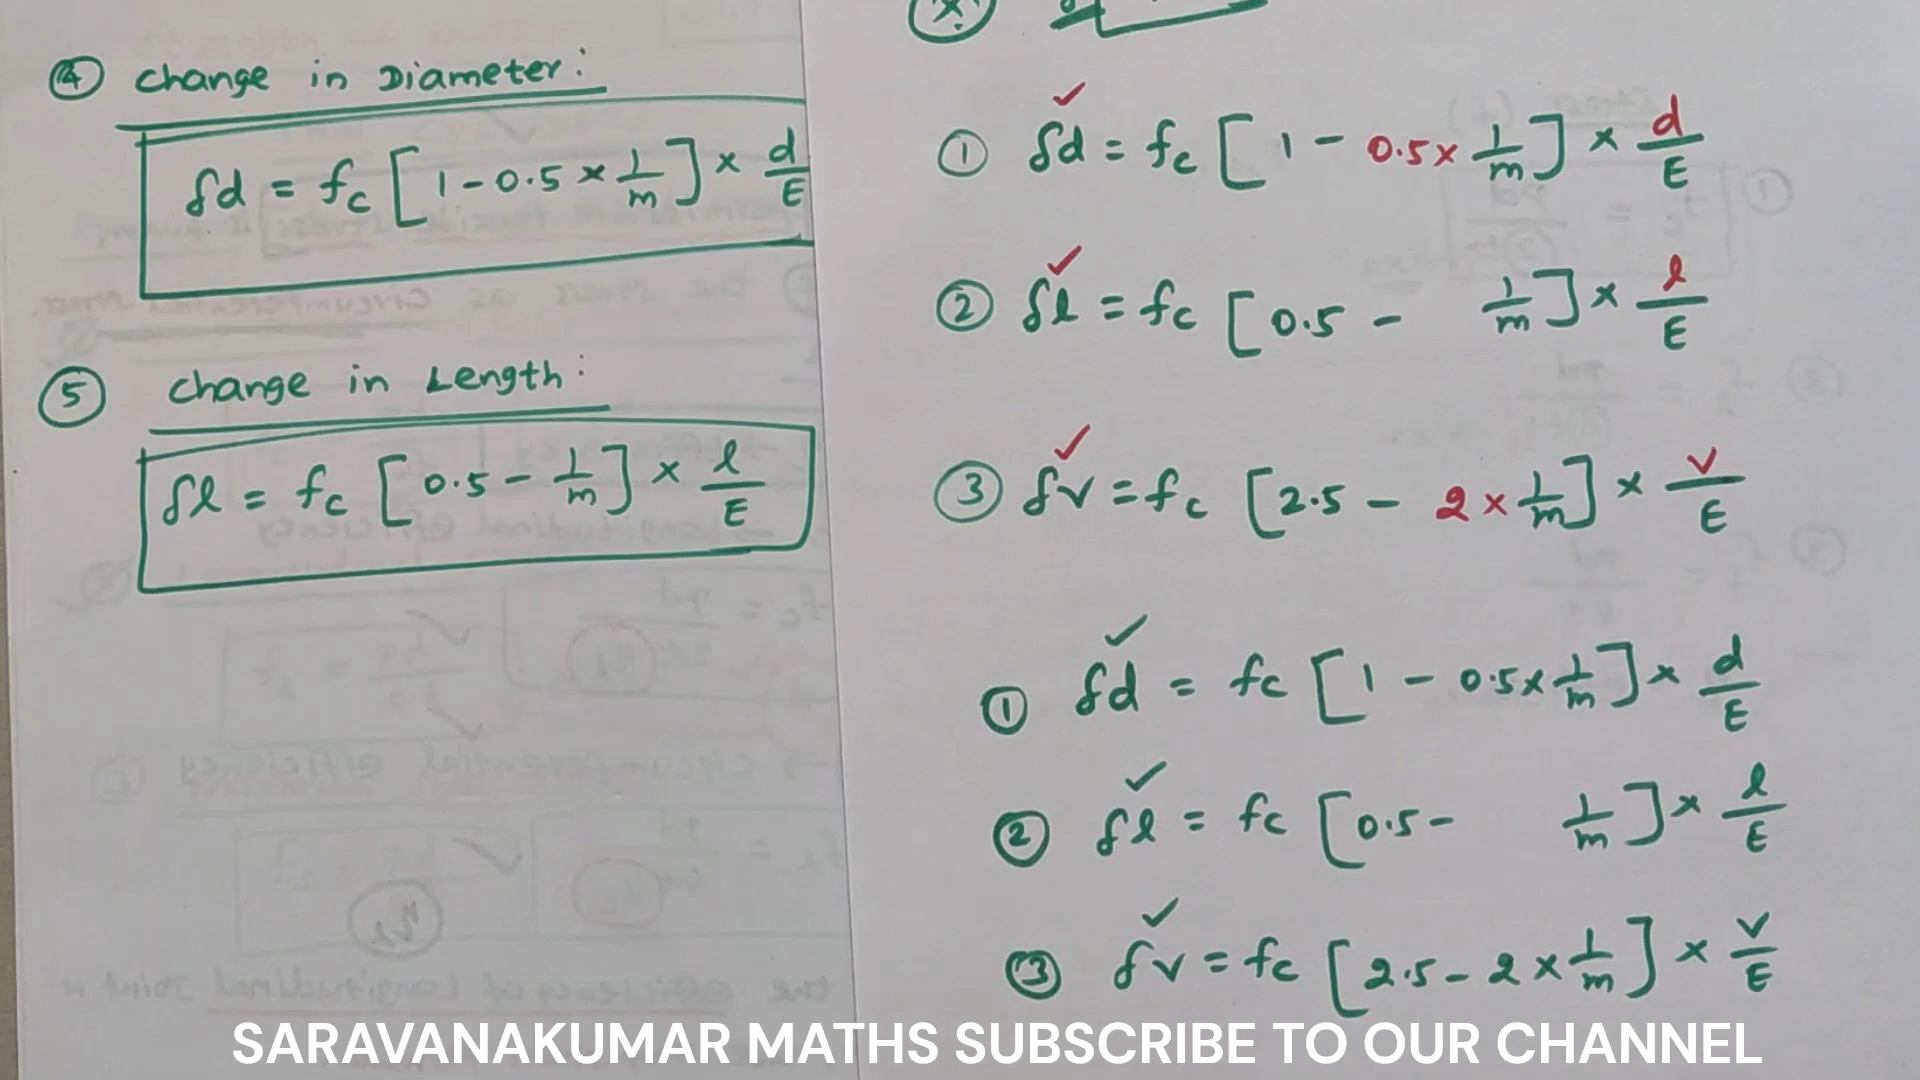 ④ Change in Diameter:
δd = fc [1 - 0.5 × 1/m] × d/E
⑤ Change in Length:
δl = fc [0.5 - 1/m] × l/E
① δd = fc [1 - 0.5 × 1/m] × d/E
② δl = fc [0.5 - 1/m] × l/E
③ δv = fc [2.5 - 2 × 1/m] × v/E
① δd = fc [1 - 0.5 × 1/m] × d/E
② δl = fc [0.5 - 1/m] × l/E
③ δv = fc [2.5 - 2 × 1/m] × v/E
SARAVANAKUMAR MATHS SUBSCRIBE TO OUR CHANNEL